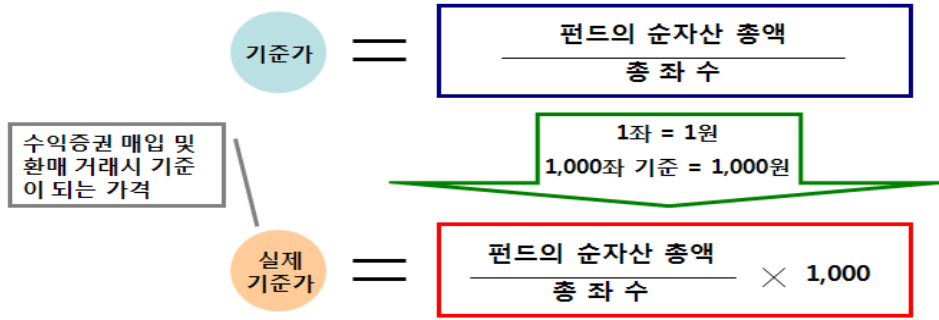 기준가
펀드의 순자산 총액
총 좌 수
수익증권 매입 및
환매 거래시 기준
이 되는 가격
1좌 = 1원
1,000좌 기준 = 1,000원
실제
기준가
펀드의 순자산 총액
총 좌 수
× 1,000